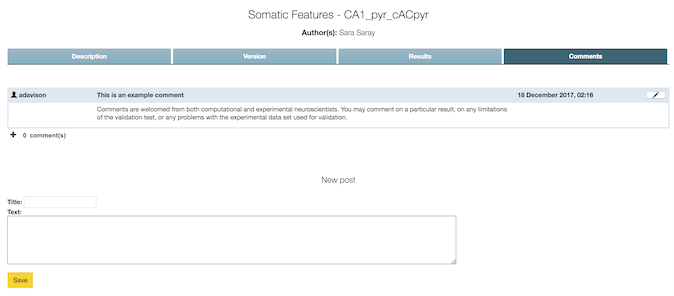 Somatic Features - CA1_pyr_cACpyr
Author(s): Sara Saray
Description Version Results Comments
adavison This is an example comment 18 December 2017, 02:16
Comments are welcomed from both computational and experimental neuroscientists. You may comment on a particular result, on any limitations
of the validation test, or any problems with the experimental data set used for validation.
+ 0 comment(s)
New post
Title:
Text:
Save